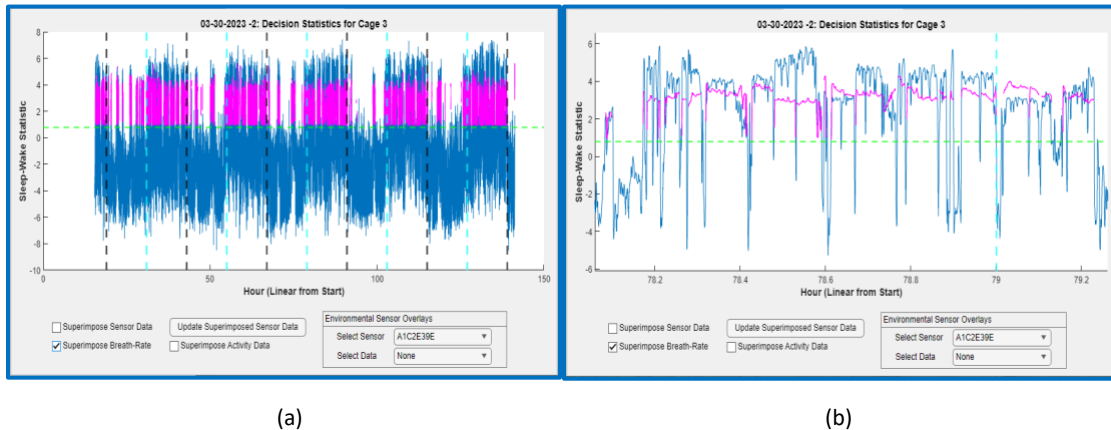 03-30-2023 -2: Decision Statistics for Cage 3
8
6
4
2
0
-2
-4
-6
-8
-10
Sleep-Wake Statistic
0
50
100
150
Hour (Linear from Start)
Superimpose Sensor Data
Update Superimposed Sensor Data
Superimpose Breath-Rate
Superimpose Activity Data
Environmental Sensor Overlays
Select Sensor
A1C2E39E
Select Data
None
(a)
03-30-2023 -2: Decision Statistics for Cage 3
6
4
2
0
-2
-4
-6
Sleep-Wake Statistic
78.2
78.4
78.6
78.8
79
79.2
Hour (Linear from Start)
Superimpose Sensor Data
Update Superimposed Sensor Data
Superimpose Breath-Rate
Superimpose Activity Data
Environmental Sensor Overlays
Select Sensor
A1C2E39E
Select Data
None
(b)